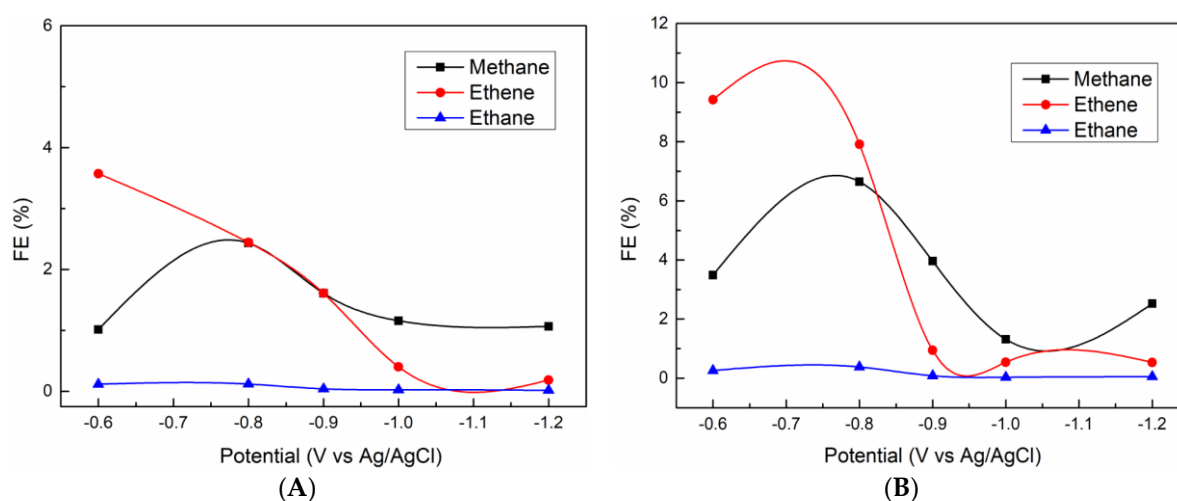 6
4
2
0
FE (%)
Methane
Ethene
Ethane
-0.6 -0.7 -0.8 -0.9 -1.0 -1.1 -1.2
Potential (V vs Ag/AgCl)
(A)
12
10
8
6
4
2
0
FE (%)
Methane
Ethene
Ethane
-0.6 -0.7 -0.8 -0.9 -1.0 -1.1 -1.2
Potential (V vs Ag/AgCl)
(B)